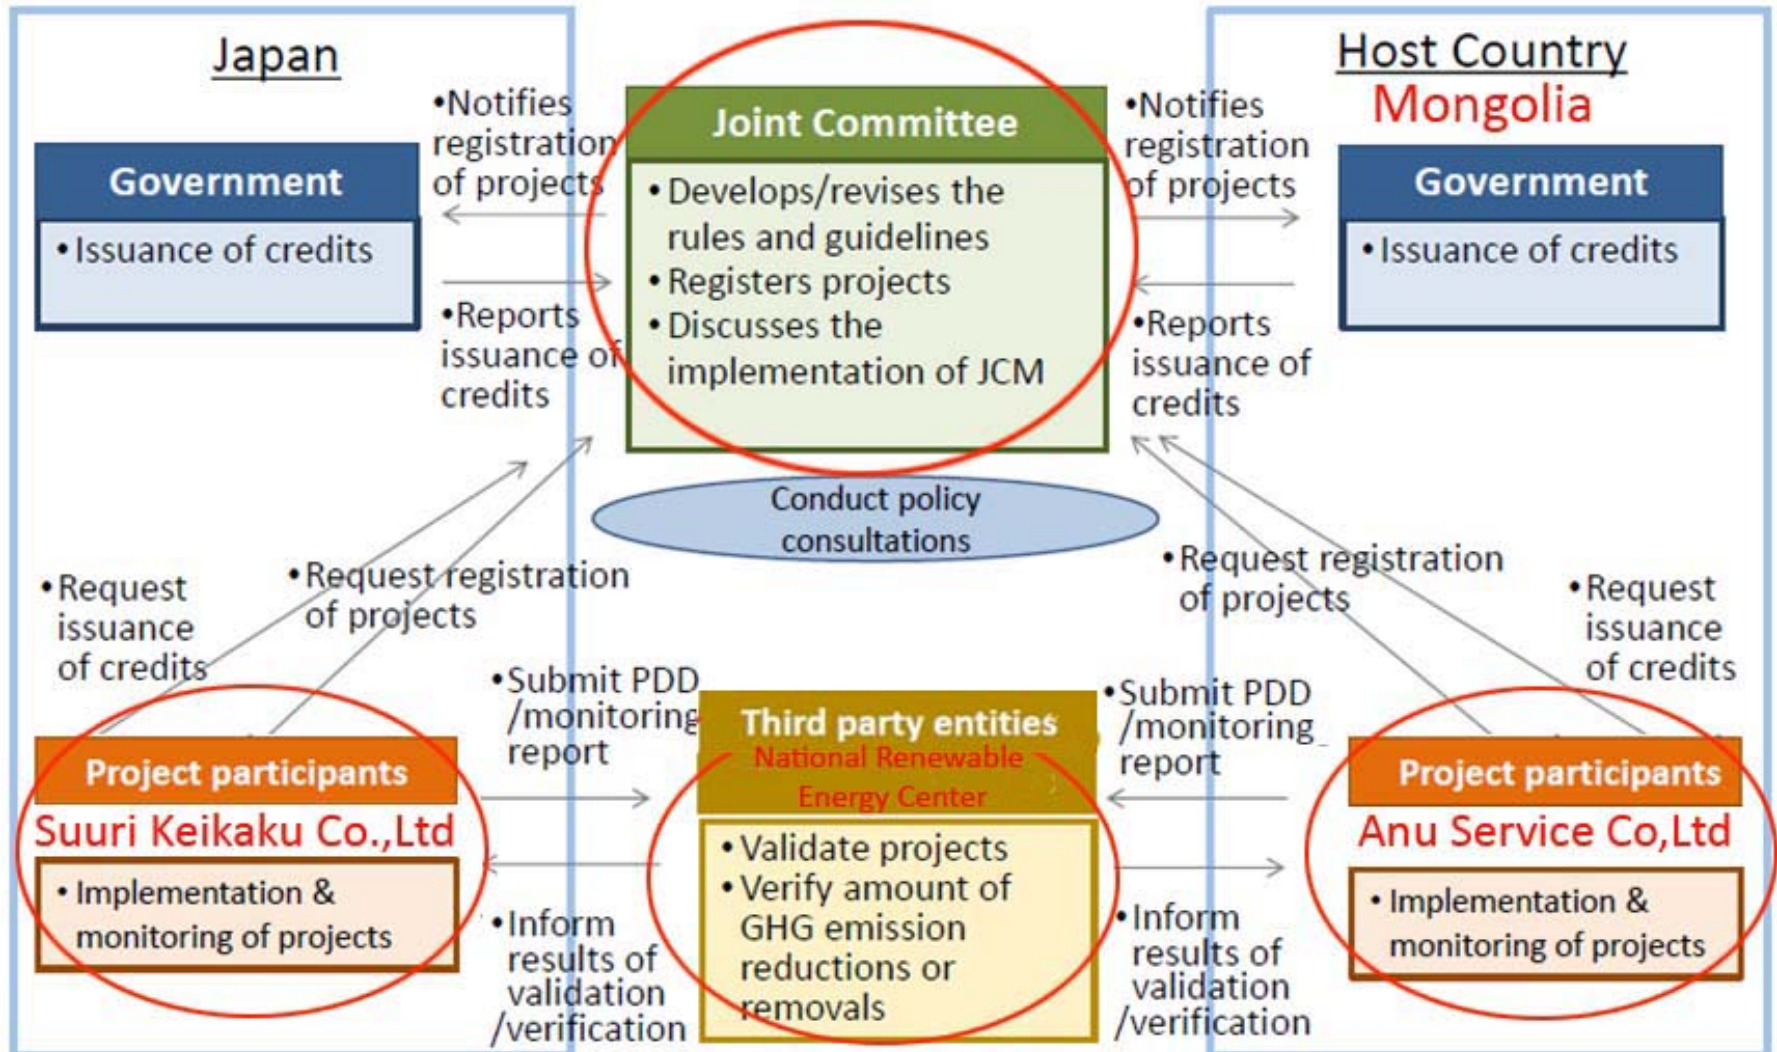 Japan
•Notifies
registration
of projects
Government
•Issuance of credits
•Reports
issuance of
credits
Joint Committee
•Develops/revises the
rules and guidelines
•Registers projects
•Discusses the
implementation of JCM
Conduct policy
consultations
Host Country
Mongolia
•Notifies
registration
of projects
Government
•Issuance of credits
•Reports
issuance of
credits
•Request
issuance
of credits
•Request registration
of projects
•Request registration
of projects
•Request
issuance
of credits
Project participants
Suuri Keikaku Co.,Ltd
• Implementation &
monitoring of projects
•Submit PDD
/monitoring
report
•Inform
results of
validation
/verification
Third party entities
National Renewable
Energy Center
•Validate projects
•Verify amount of
GHG emission
reductions or
removals
•Submit PDD
/monitoring
report
•Inform
results of
validation
/verification
Project participants
Anu Service Co,Ltd
• Implementation &
monitoring of projects